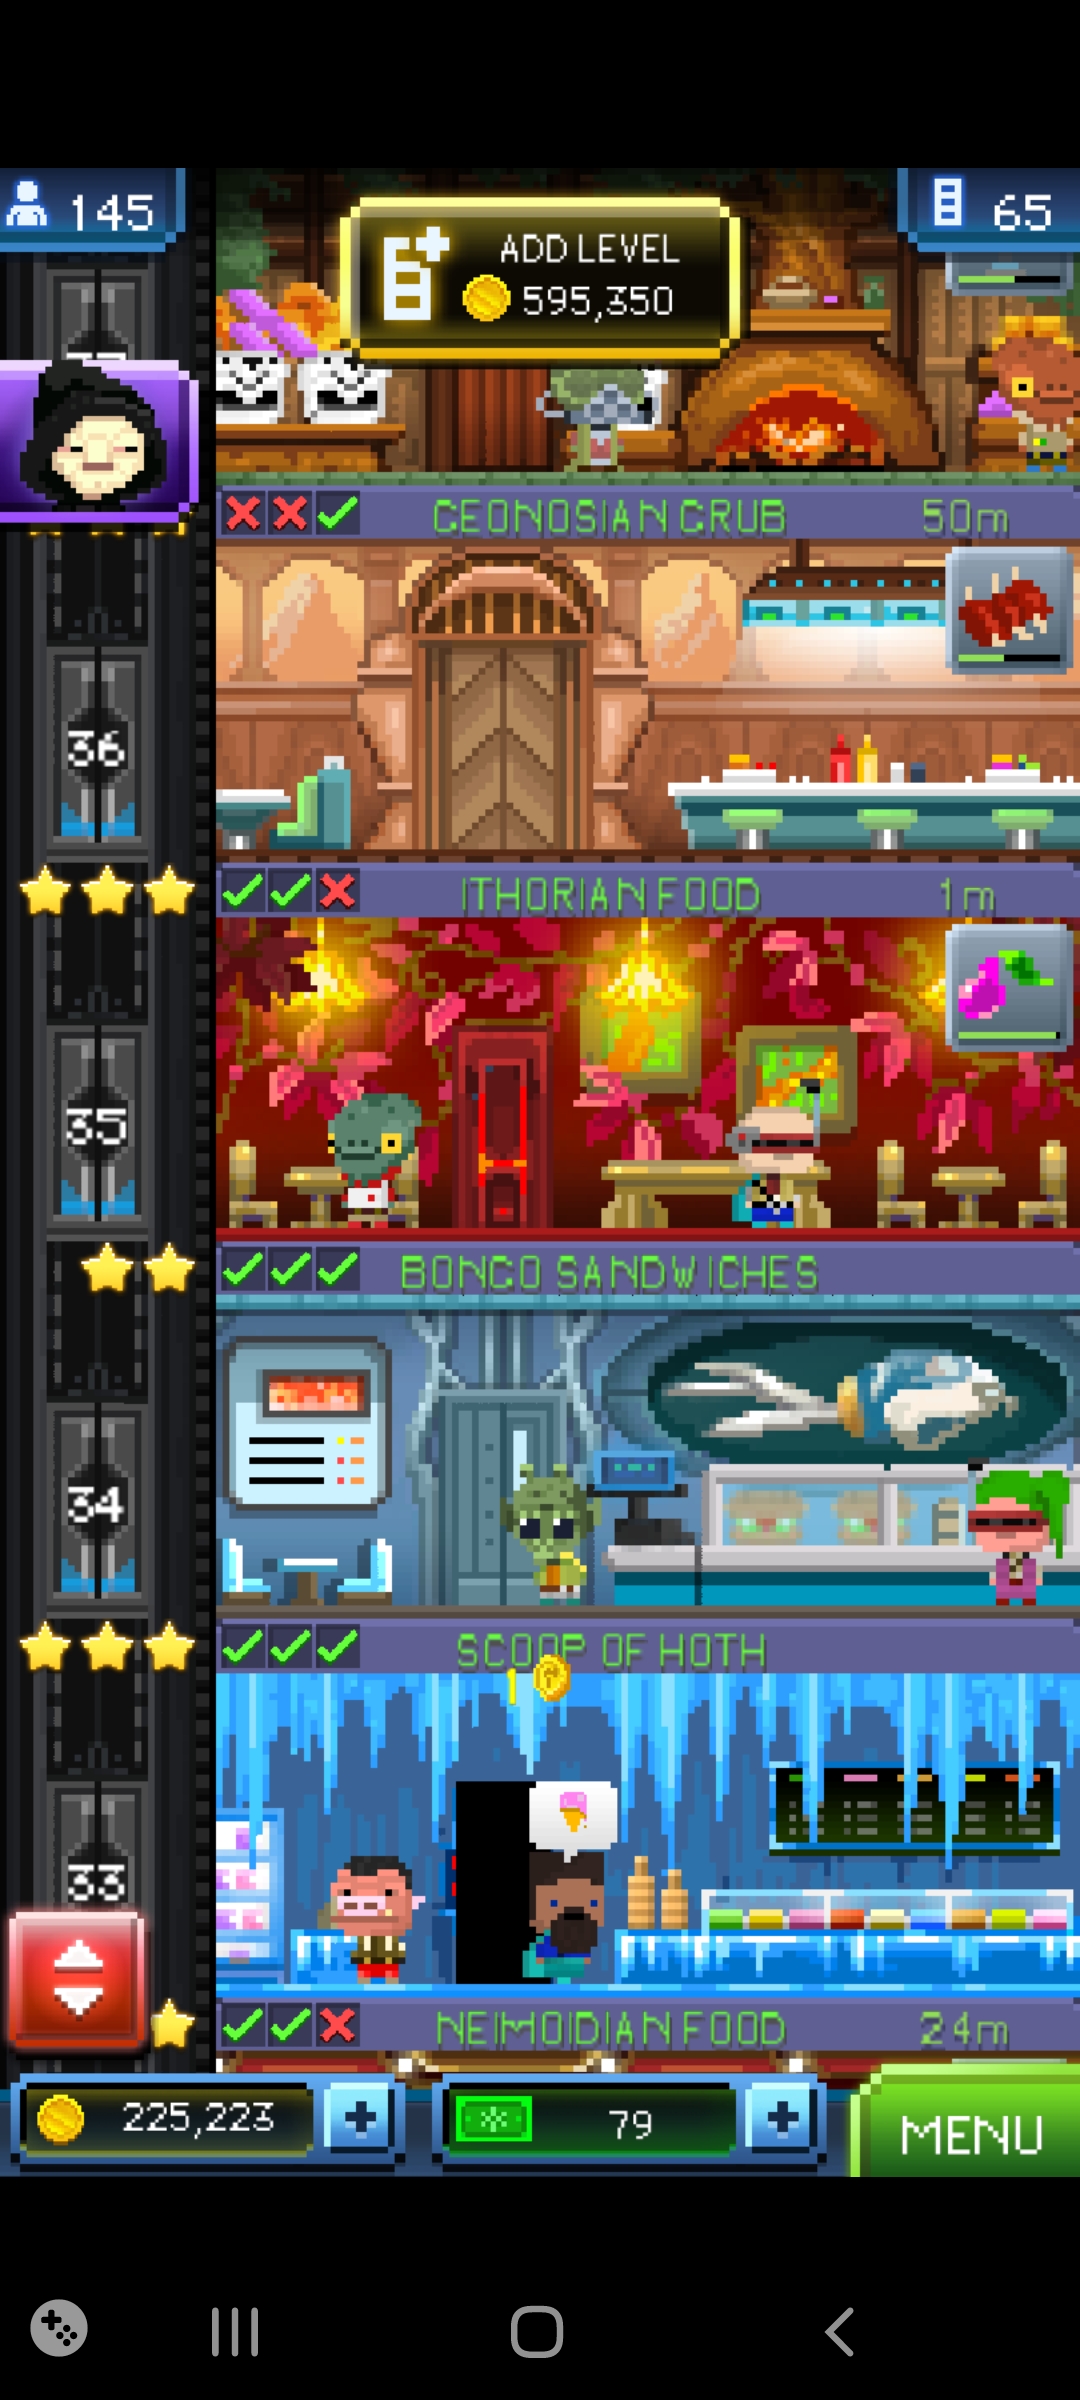 145
ADD LEVEL
595,350
65
GEONOSIAN GRUB 50m
36
ITHORIAN FOOD 1m
35
BONGO SANDWICHES
34
SCOOP OF HOTH
1
33
NEIMOIDIAN FOOD 24m
225,223
79
MENU